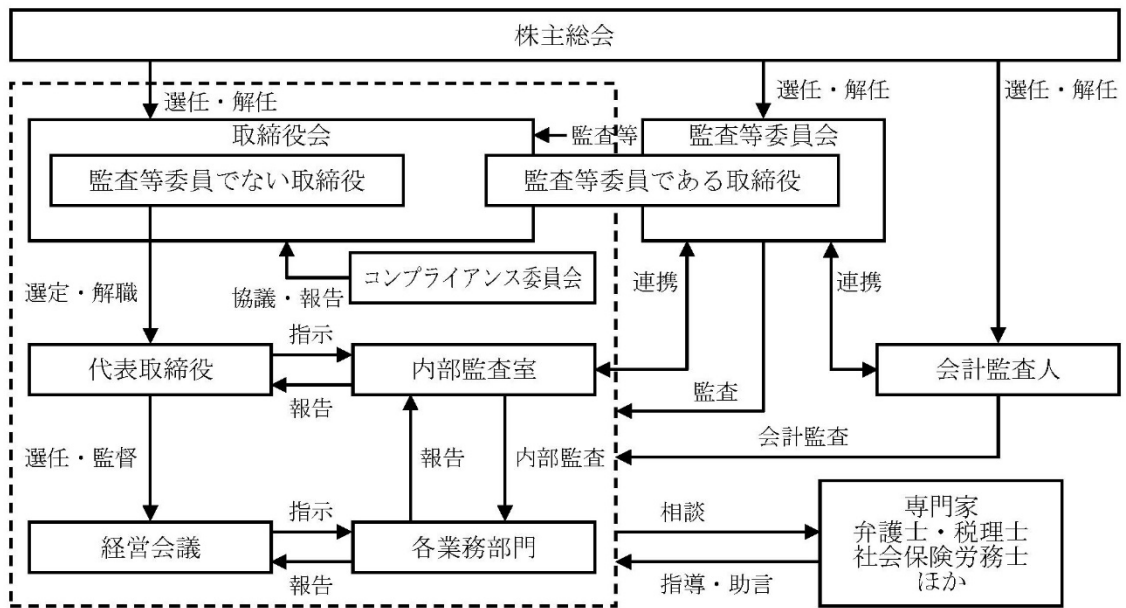 株主総会
選任・解任
選任・解任
選任・解任
取締役会
監査等
監査等委員会
監査等委員でない取締役
監査等委員である取締役
コンプライアンス委員会
選定・解職
協議・報告
連携
連携
指示
代表取締役
内部監査室
会計監査人
報告
監査
選任・監督
報告
内部監査
会計監査
指示
経営会議
各業務部門
報告
相談
専門家
弁護士・税理士
社会保険労務士
ほか
指導・助言